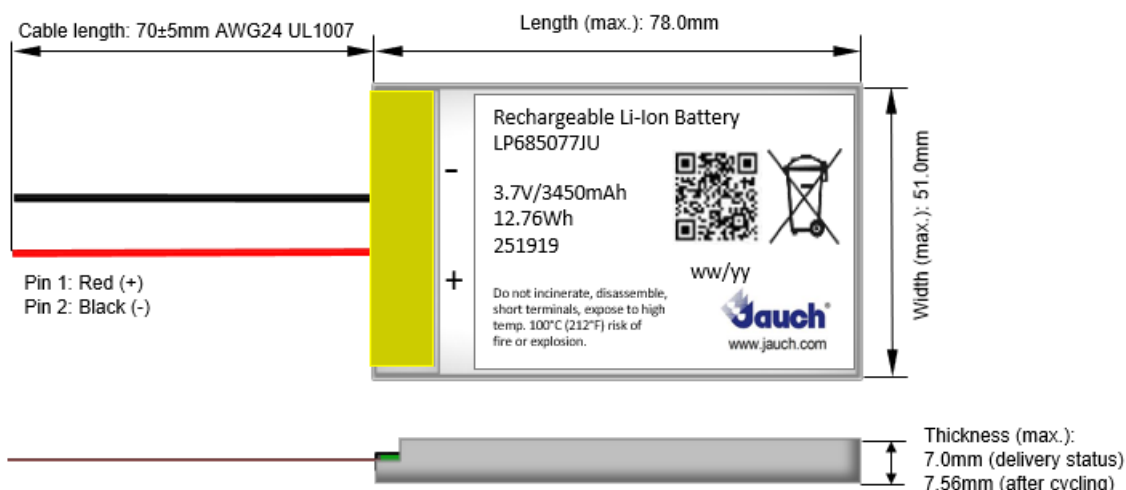 Cable length: 70±5mm AWG24 UL1007
Length (max.): 78.0mm
Rechargeable Li-Ion Battery
LP685077JU
-
3.7V/3450mAh
12.76Wh
251919
+
ww/yy
Do not incinerate, disassemble,
short terminals, expose to high
temp. 100°C (212°F) risk of
fire or explosion.
Jauch®
www.jauch.com
Width (max.): 51.0mm
Pin 1: Red (+)
Pin 2: Black (-)
Thickness (max.):
7.0mm (delivery status)
7.56mm (after cycling)